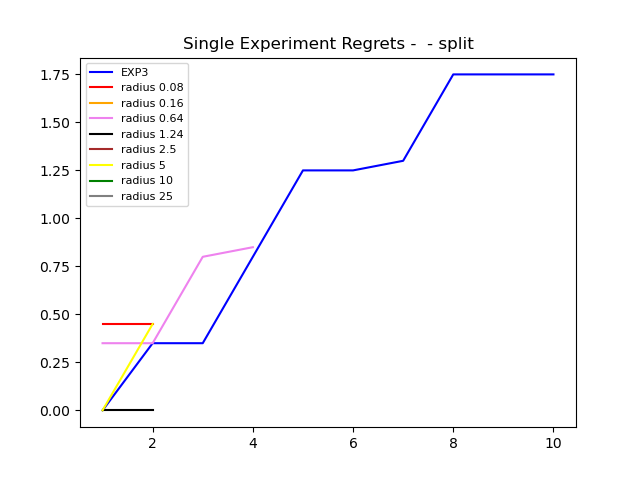 Single Experiment Regrets -  - split
EXP3
radius 0.08
radius 0.16
radius 0.64
radius 1.24
radius 2.5
radius 5
radius 10
radius 25
1.75
1.50
1.25
1.00
0.75
0.50
0.25
0.00
2 4 6 8 10